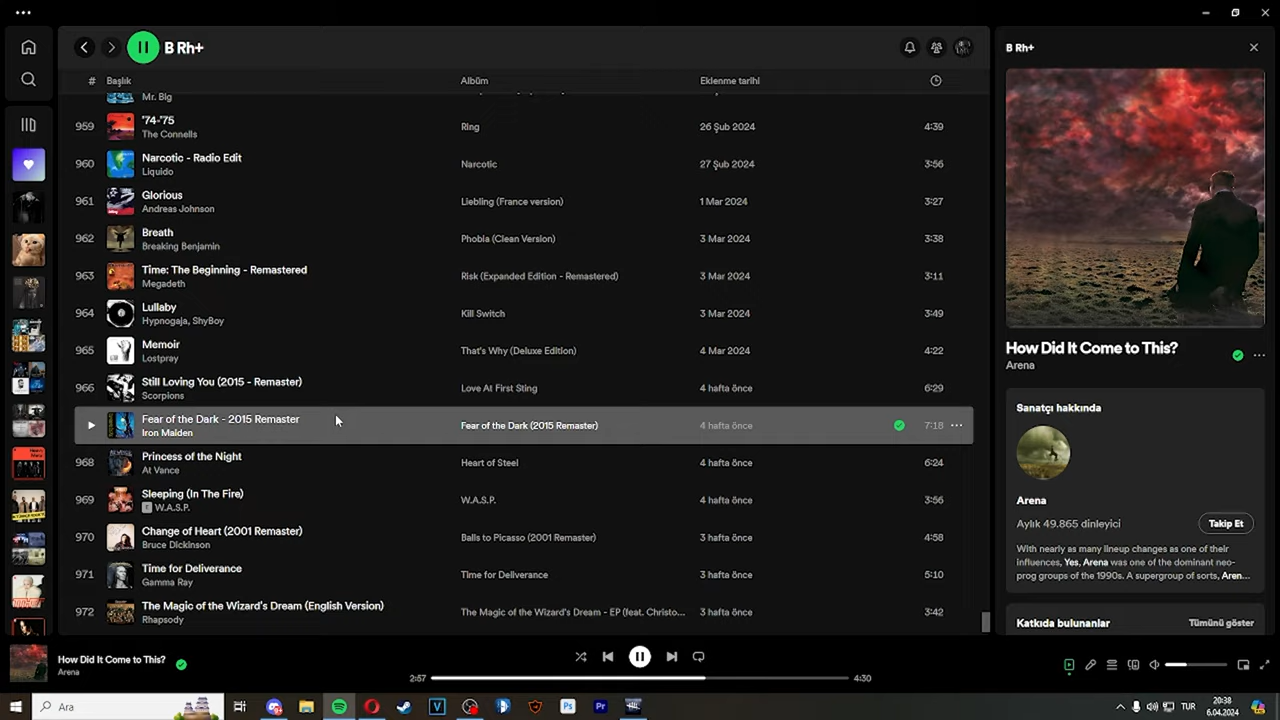 B Rh+
B Rh+
# Başlık Albüm Eklenme tarihi
Mr. Big
959 '74-'75 Ring 26 Şub 2024 4:39
The Connells
960 Narcotic - Radio Edit Narcotic 27 Şub 2024 3:56
Liquido
961 Glorious Liebling (France version) 1 Mar 2024 3:27
Andreas Johnson
962 Breath Phobia (Clean Version) 3 Mar 2024 3:38
Breaking Benjamin
963 Time: The Beginning - Remastered Risk (Expanded Edition - Remastered) 3 Mar 2024 3:11
Megadeth
964 Lullaby Kill Switch 3 Mar 2024 3:49
Hypnogaja, ShyBoy
965 Memoir That's Why (Deluxe Edition) 4 Mar 2024 4:22
Lostpray
966 Still Loving You (2015 - Remaster) Love At First Sting 4 hafta önce 6:29
Scorpions
Fear of the Dark - 2015 Remaster Fear of the Dark (2015 Remaster) 4 hafta önce 7:18
Iron Maiden
968 Princess of the Night Heart of Steel 4 hafta önce 6:24
At Vance
969 Sleeping (In The Fire) W.A.S.P. 4 hafta önce 3:56
W.A.S.P.
970 Change of Heart (2001 Remaster) Balls to Picasso (2001 Remaster) 3 hafta önce 4:58
Bruce Dickinson
971 Time for Deliverance Time for Deliverance 3 hafta önce 5:10
Gamma Ray
972 The Magic of the Wizard's Dream (English Version) The Magic of the Wizard's Dream - EP (feat. Christo... 3 hafta önce 3:42
Rhapsody
How Did It Come to This?
Arena
Sanatçı hakkında
Arena
Aylık 49.865 dinleyici Takip Et
With nearly as many lineup changes as one of their
influences, Yes, Arena was one of the dominant neo-
prog groups of the 1990s. A supergroup of sorts, Aren...
Katkıda bulunanlar Tümünü göster
How Did It Come to This?
Arena
2:57 4:30
Ara
V Ps Pr
TUR 20:38
6.04.2024